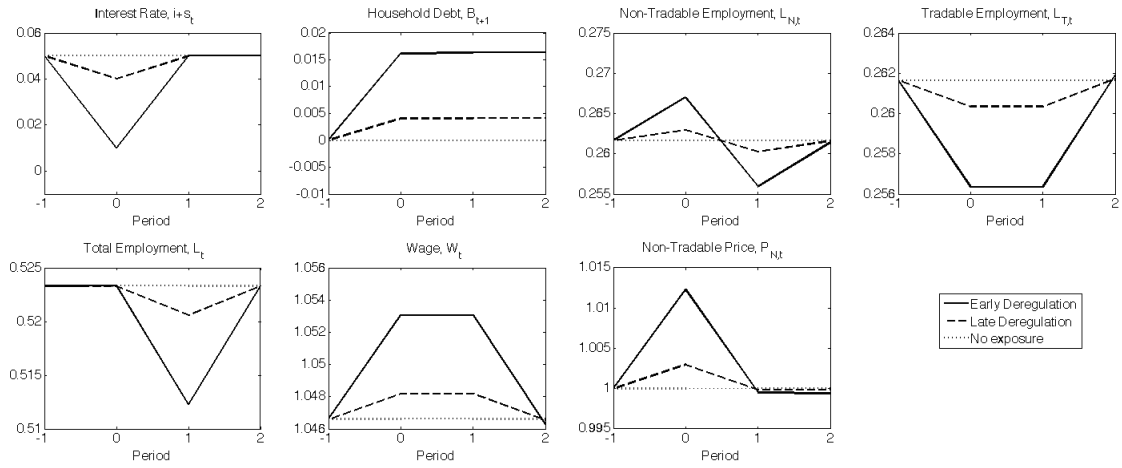 Interest Rate, i+s_t
0.06
0.04
0.02
0
-1 0 1 2
Period
Household Debt, B_{t+1}
0.02
0.015
0.01
0.005
0
-0.005
-0.01
-1 0 1 2
Period
Non-Tradable Employment, L_{N,t}
0.275
0.27
0.265
0.261
0.255
-1 0 1 2
Period
Tradable Employment, L_{T,t}
0.264
0.262
0.26
0.258
0.256
-1 0 1 2
Period
Total Employment, L_t
0.525
0.52
0.515
0.51
-1 0 1 2
Period
Wage, W_t
1.056
1.054
1.052
1.05
1.048
1.046
-1 0 1 2
Period
Non-Tradable Price, P_{N,t}
1.015
1.01
1.005
1
0.995
-1 0 1 2
Period
Early Deregulation
Late Deregulation
No exposure